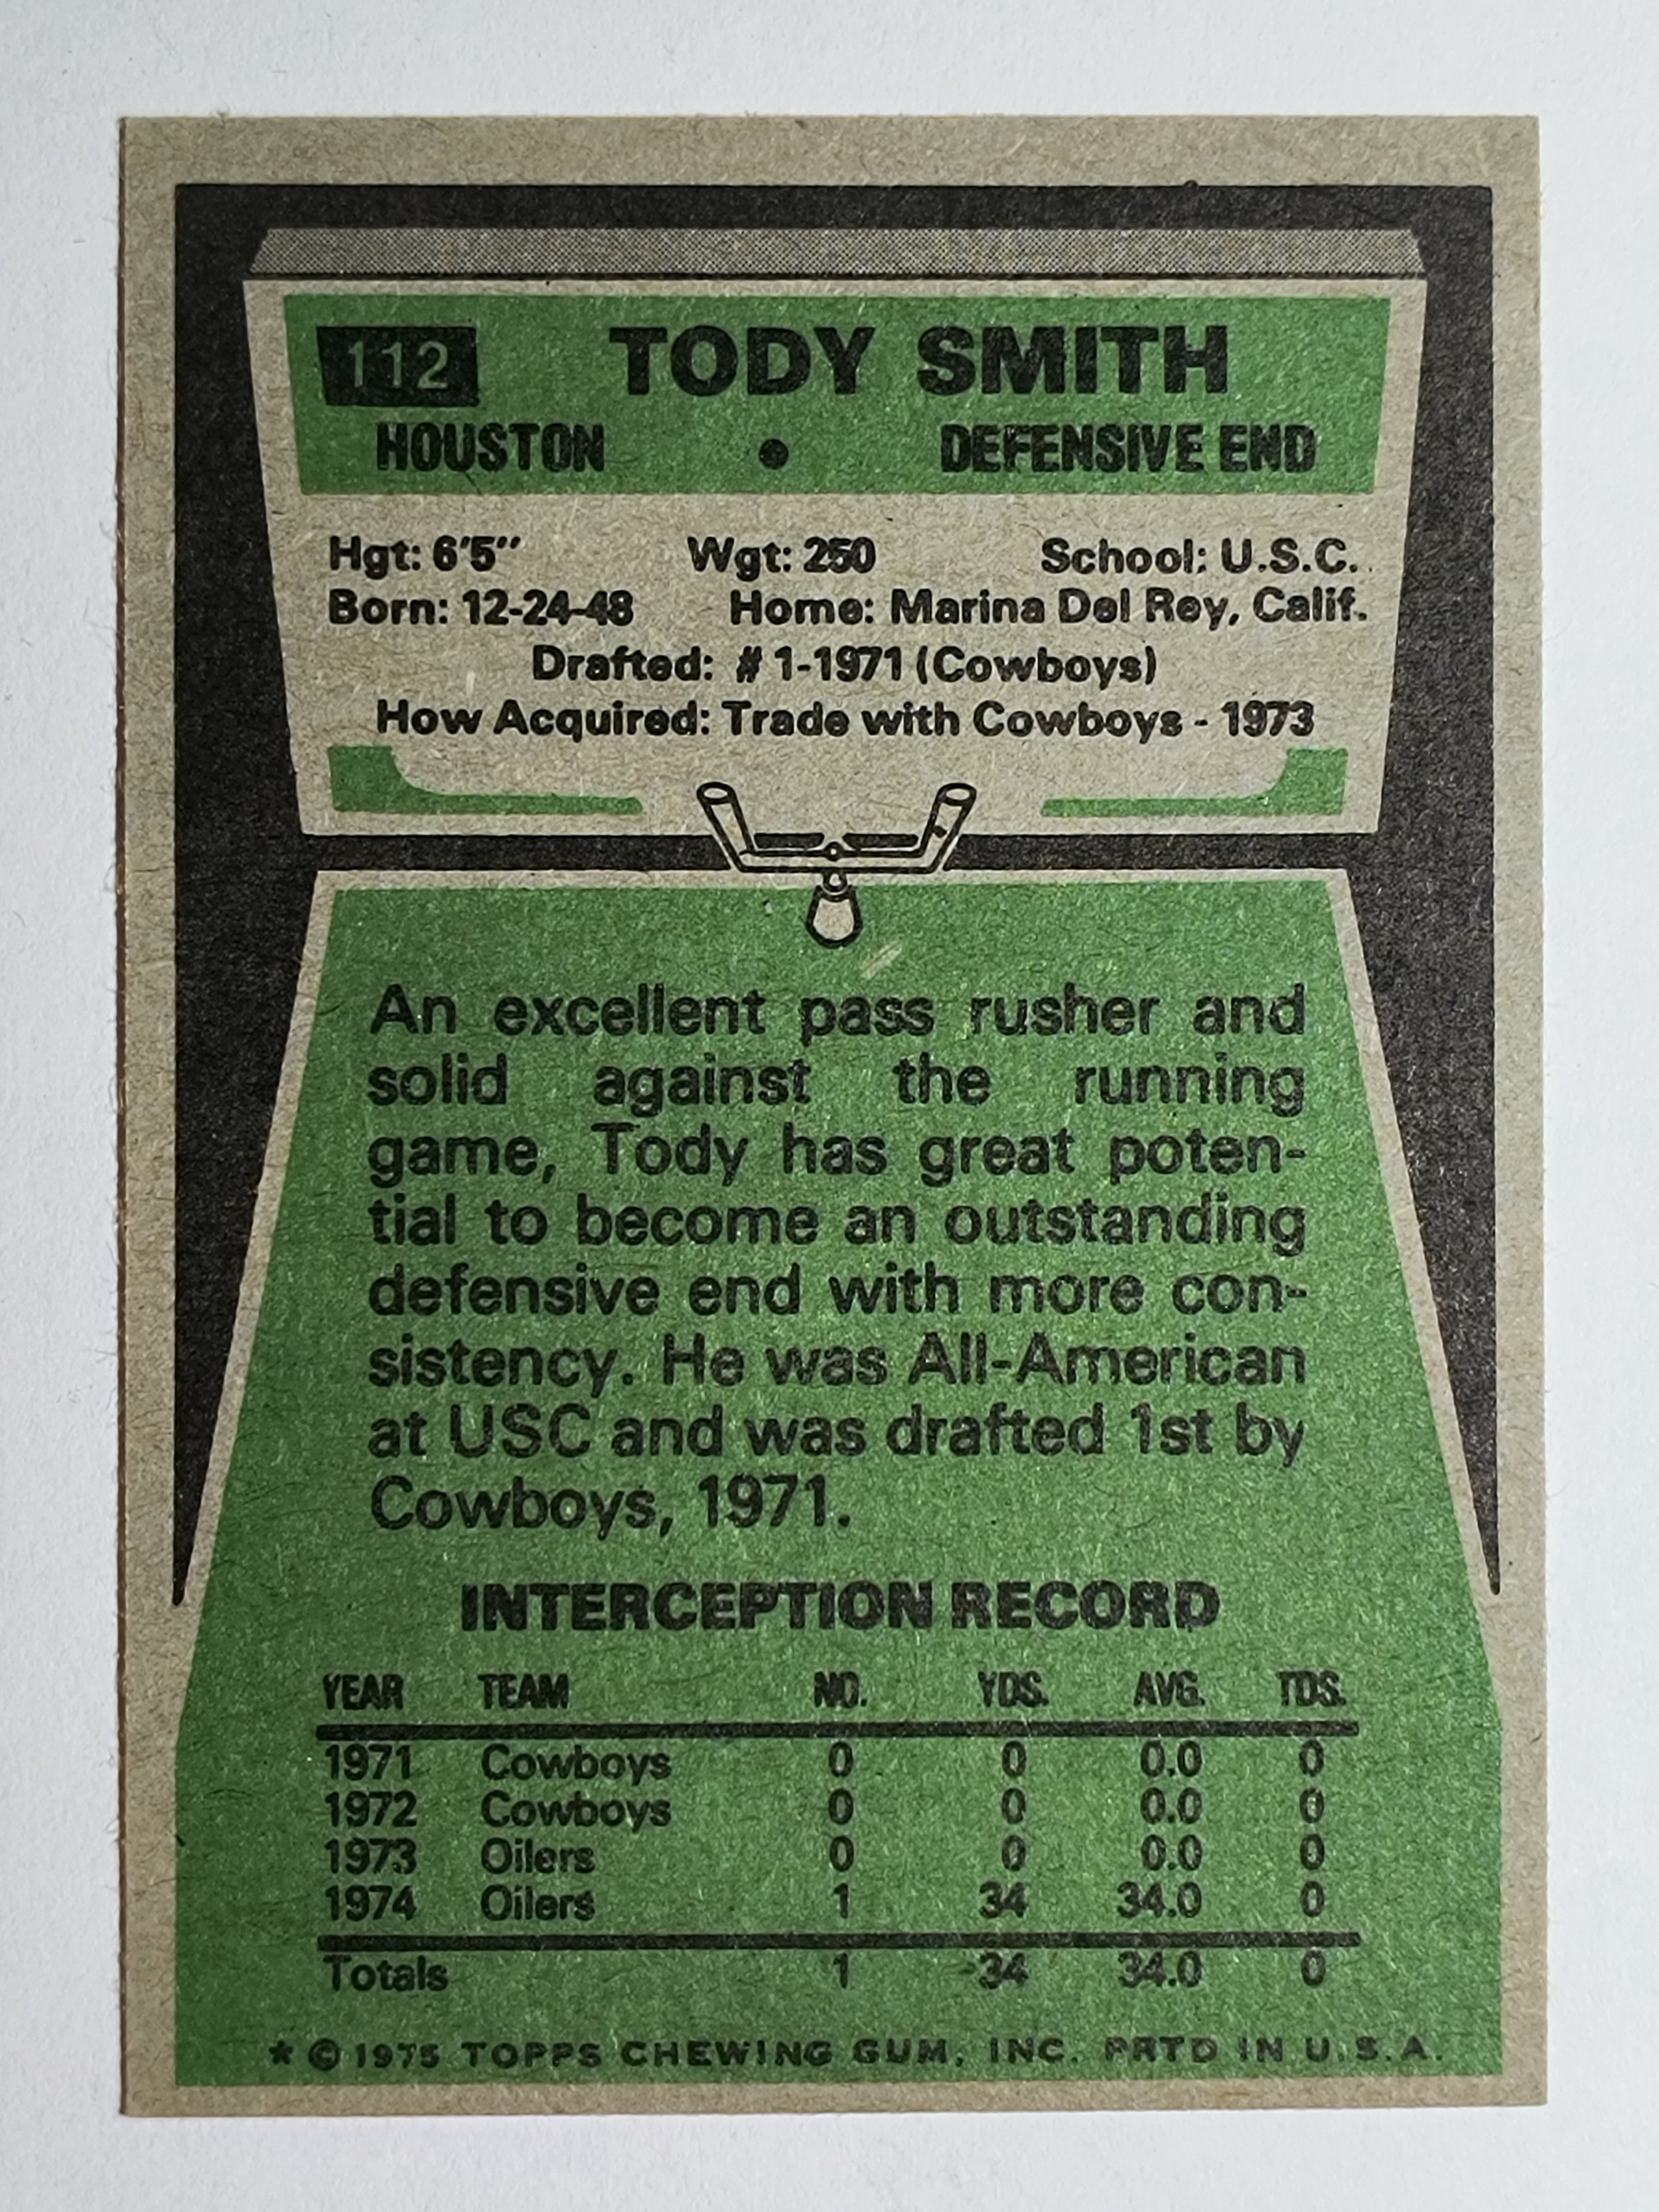 112 TODY SMITH
HOUSTON • DEFENSIVE END
Hgt: 6'5" Wgt: 250 School: U.S.C.
Born: 12-24-48 Home: Marina Del Rey, Calif.
Drafted: #1-1971 (Cowboys)
How Acquired: Trade with Cowboys - 1973
An excellent pass rusher and
solid against the running
game, Tody has great poten-
tial to become an outstanding
defensive end with more con-
sistency. He was All-American
at USC and was drafted 1st by
Cowboys, 1971.
INTERCEPTION RECORD
YEAR TEAM NO. YDS. AVG. TDS.
1971 Cowboys 0 0 0.0 0
1972 Cowboys 0 0 0.0 0
1973 Oilers 0 0 0.0 0
1974 Oilers 1 34 34.0 0
Totals 1 34 34.0 0
* © 1975 TOPPS CHEWING GUM, INC. PRTD IN U.S.A.